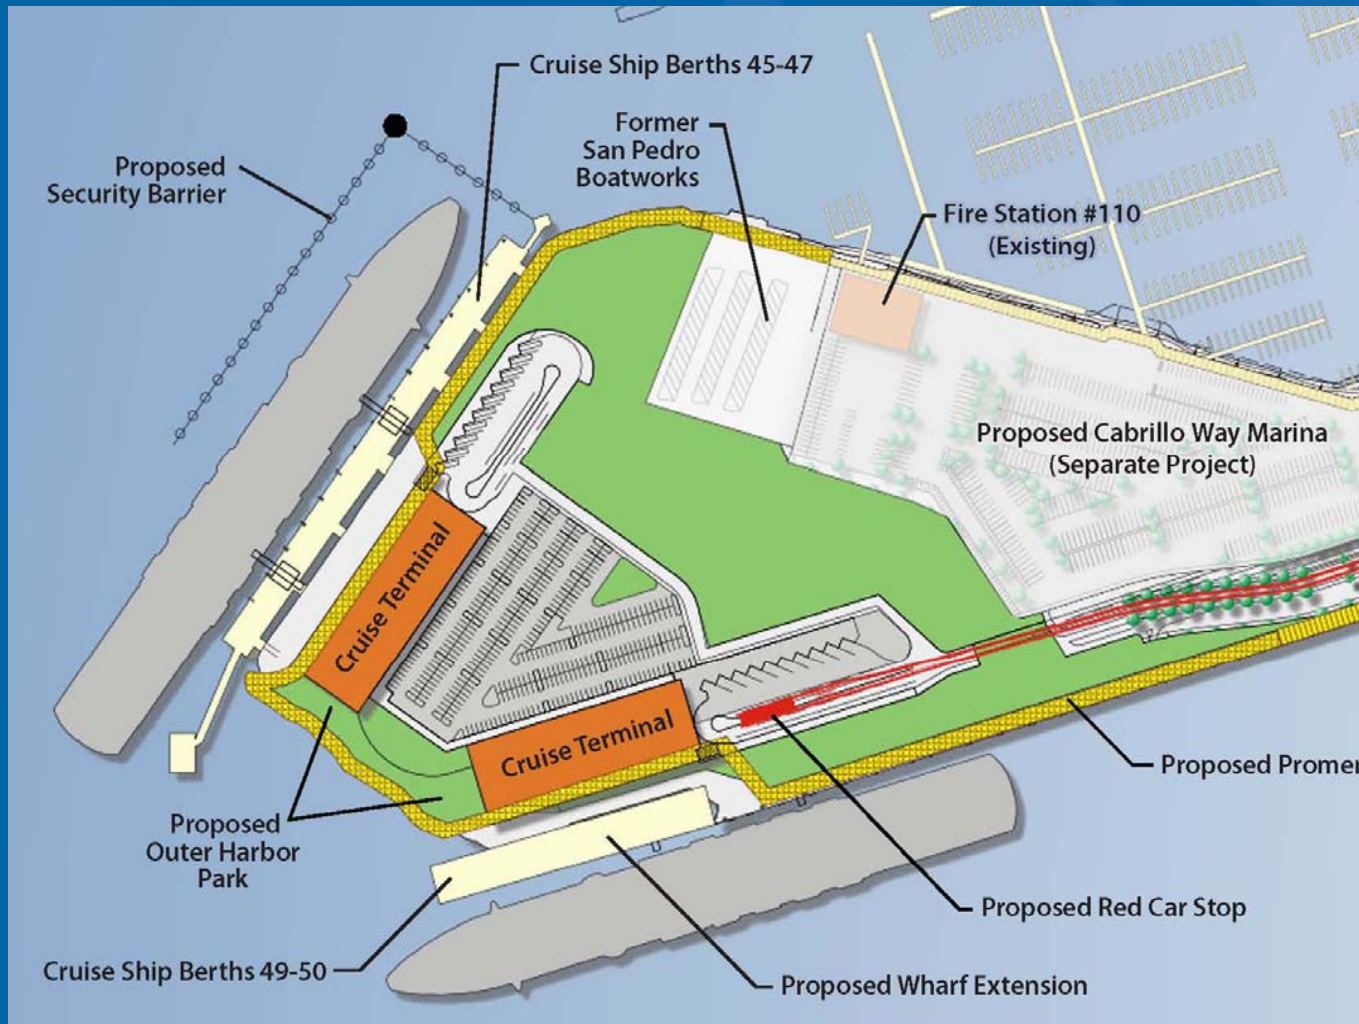 Cruise Ship Berths 45-47
Former
San Pedro
Boatworks
Proposed
Security Barrier
Fire Station #110
(Existing)
Proposed Cabrillo Way Marina
(Separate Project)
Cruise Terminal
Cruise Terminal
Proposed
Outer Harbor
Park
Proposed Promen
Proposed Red Car Stop
Cruise Ship Berths 49-50
Proposed Wharf Extension